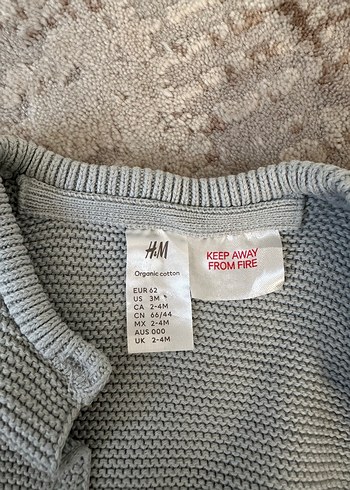 H&M
Organic cotton
EUR 62
US 3M
CA 2-4M
CN 66/44
MX 2-4M
AUS 000
UK 2-4M
KEEP AWAY
FROM FIRE